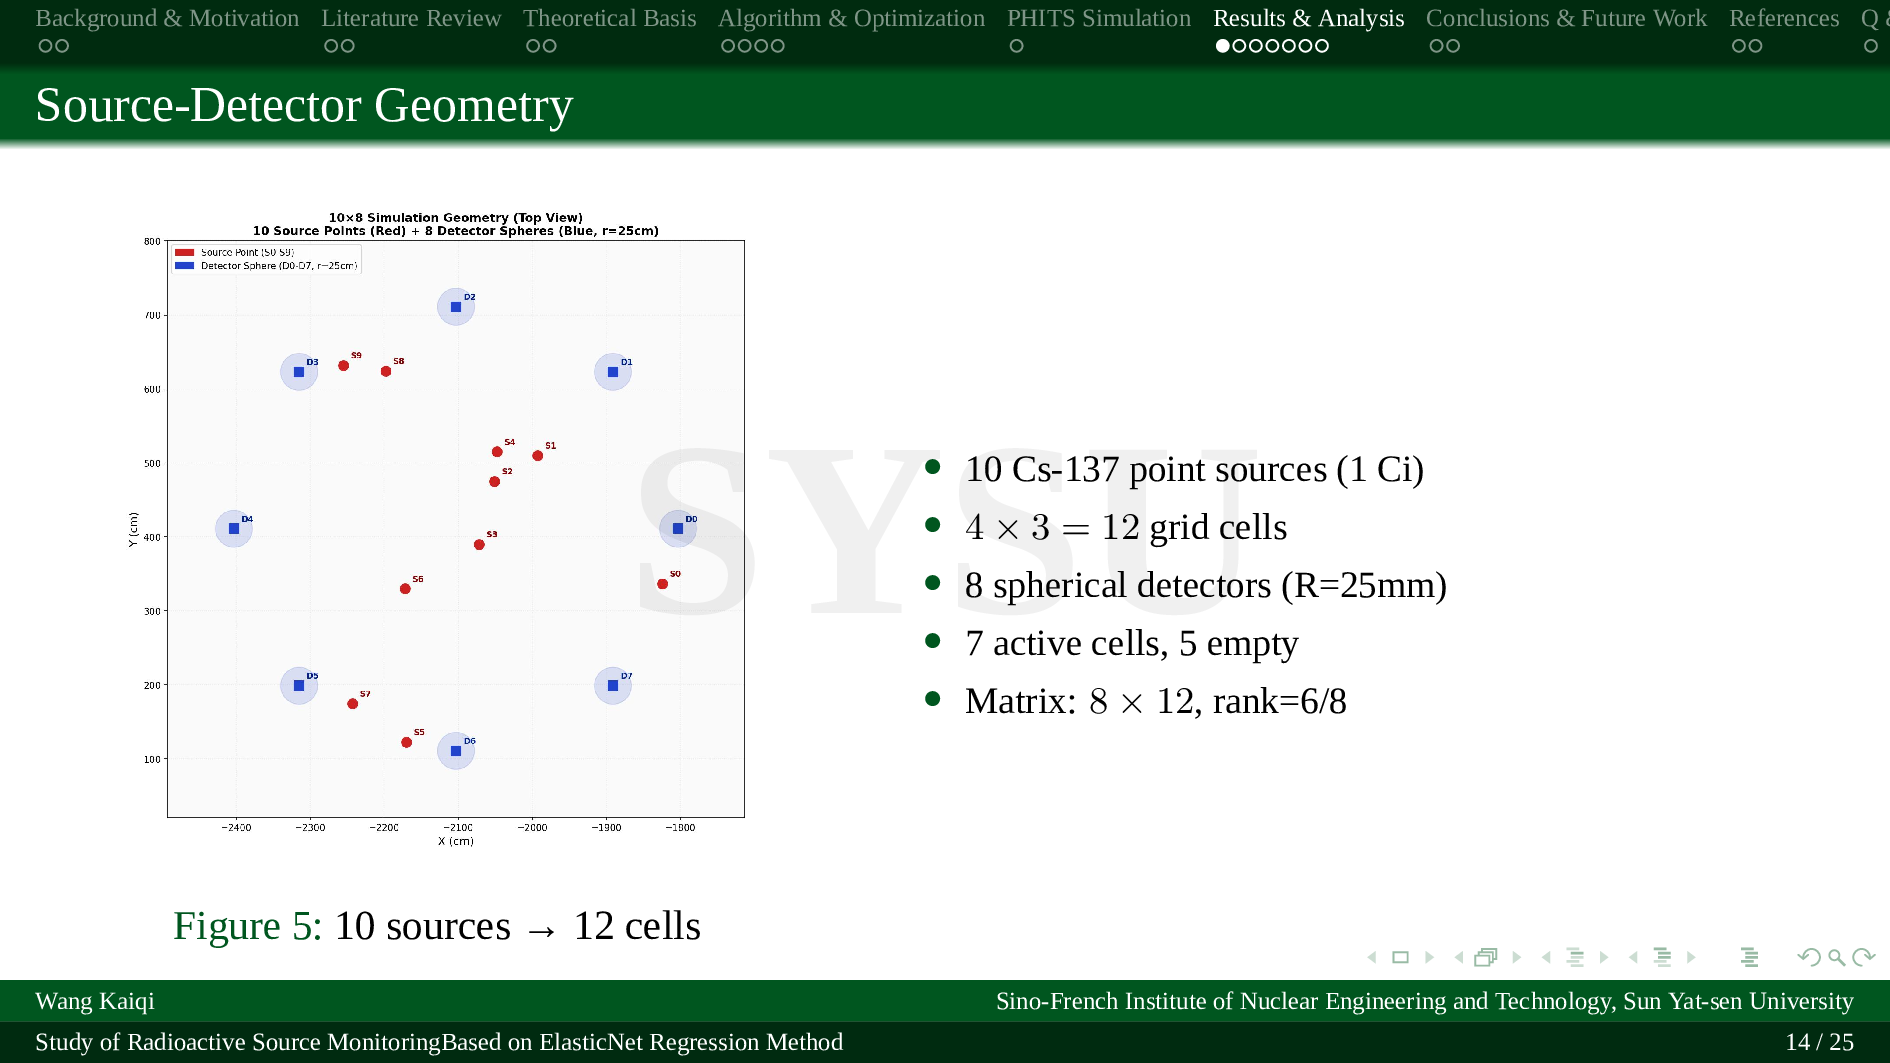 Background & Motivation Literature Review Theoretical Basis Algorithm & Optimization PHITS Simulation Results & Analysis Conclusions & Future Work References Q &
Source-Detector Geometry
10×8 Simulation Geometry (Top View)
10 Source Points (Red) + 8 Detector Spheres (Blue, r=25cm)
Source Point (S0-S9)
Detector Sphere (D0-D7, r=25cm)
800
700
600
500
400
300
200
100
Y (cm)
D2
D3
S9
S8
D1
S4
S1
S2
D4
D0
S3
S6
S0
D5
D7
S7
S5
D6
−2400 −2300 −2200 −2100 −2000 −1900 −1800
X (cm)
Figure 5: 10 sources → 12 cells
SYSU
10 Cs-137 point sources (1 Ci)
4 × 3 = 12 grid cells
8 spherical detectors (R=25mm)
7 active cells, 5 empty
Matrix: 8 × 12, rank=6/8
Wang Kaiqi Sino-French Institute of Nuclear Engineering and Technology, Sun Yat-sen University
Study of Radioactive Source MonitoringBased on ElasticNet Regression Method 14 / 25